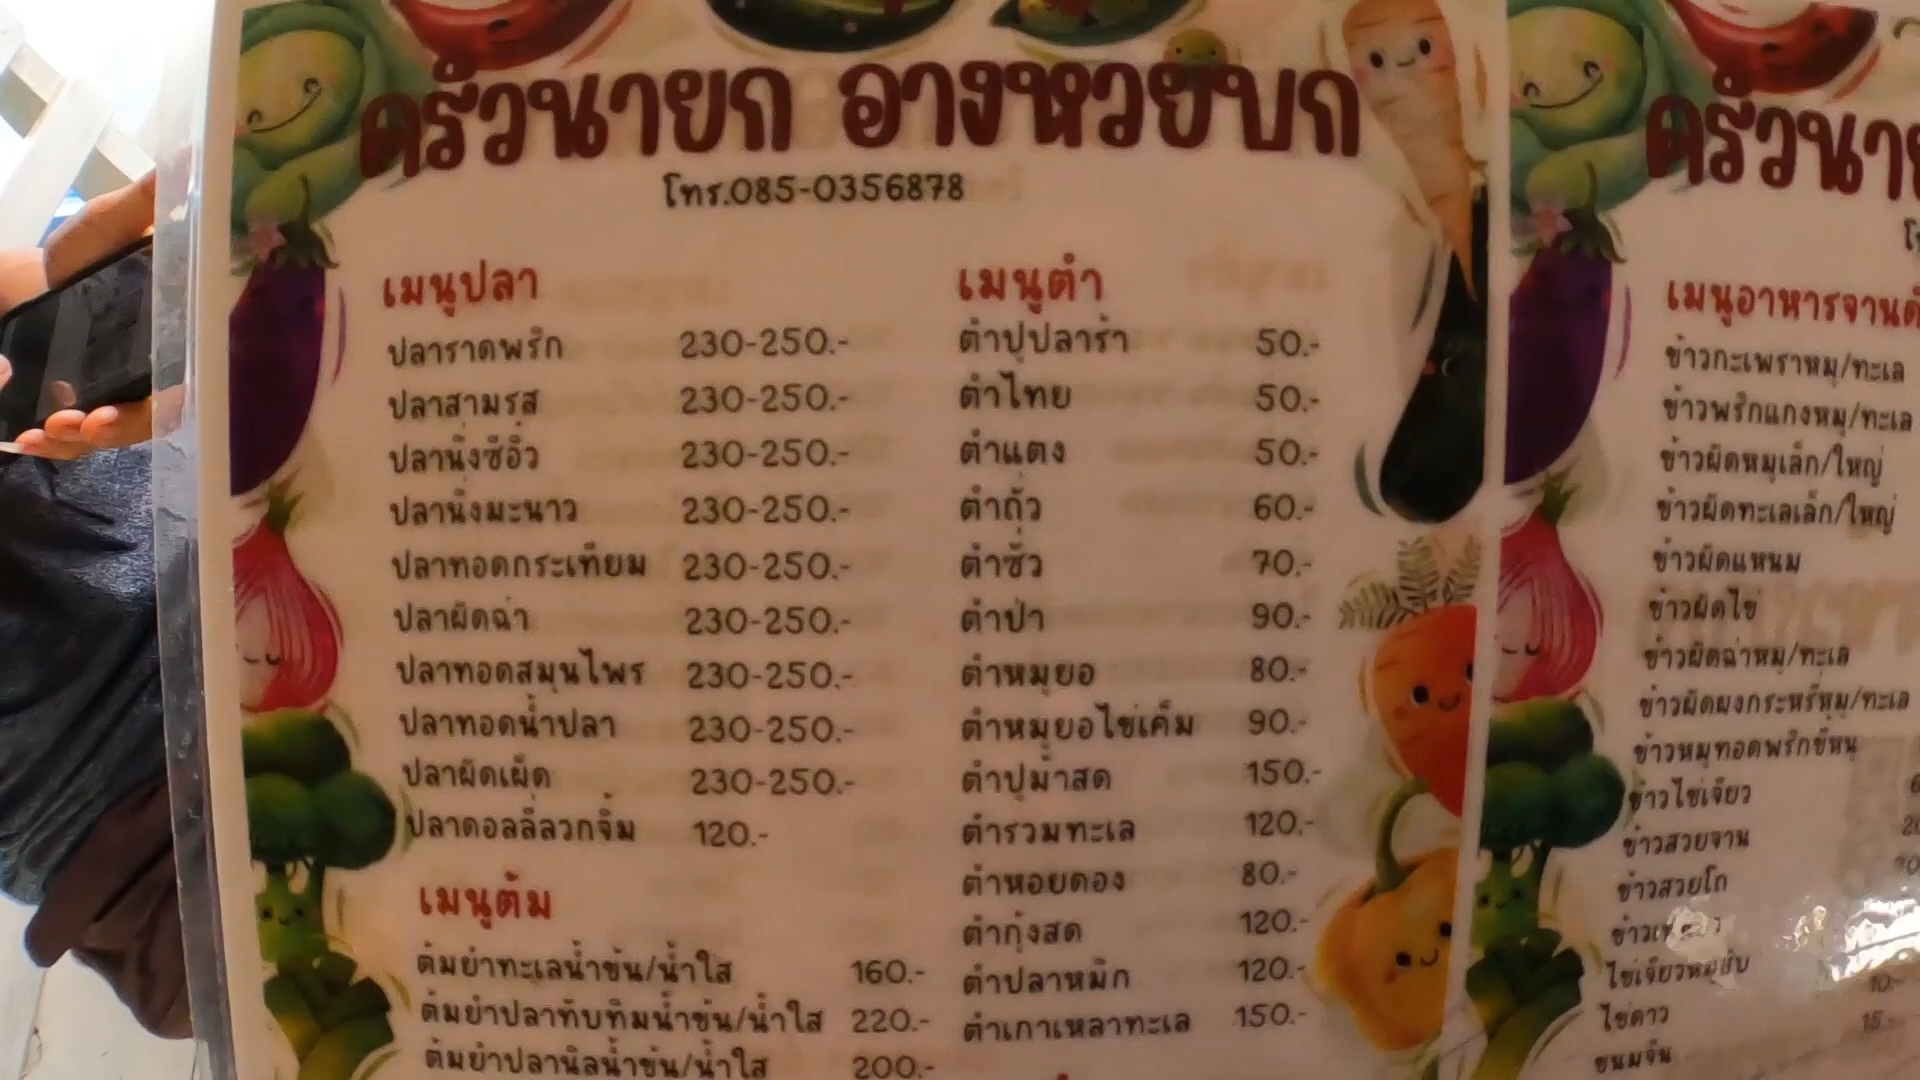 ครัวนายก อ่างหวยบก
โทร.085-0356878
เมนูปลา
ปลาราดพริก 230-250.-
ปลาสามรส 230-250.-
ปลานึ่งซีอิ้ว 230-250.-
ปลานึ่งมะนาว 230-250.-
ปลาทอดกระเทียม 230-250.-
ปลาผัดฉ่า 230-250.-
ปลาทอดสมุนไพร 230-250.-
ปลาทอดน้ำปลา 230-250.-
ปลาผัดเผ็ด 230-250.-
ปลาดอลลี่ลวกจิ้ม 120.-
เมนูต้ม
ต้มยำทะเลน้ำข้น/น้ำใส 160.-
ต้มยำปลาทับทิมน้ำข้น/น้ำใส 220.-
ต้มยำปลานิลน้ำข้น/น้ำใส 200.-
เมนูตำ
ตำปูปลาร้า 50.-
ตำไทย 50.-
ตำแตง 50.-
ตำถั่ว 60.-
ตำซั่ว 70.-
ตำป่า 90.-
ตำหมูยอ 80.-
ตำหมูยอไข่เค็ม 90.-
ตำปูม้าสด 150.-
ตำรวมทะเล 120.-
ตำหอยดอง 80.-
ตำกุ้งสด 120.-
ตำปลาหมึก 120.-
ตำเกาเหลาทะเล 150.-
ครัวนาย
เมนูอาหารจานด
ข้าวกะเพราหมู/ทะเล
ข้าวพริกแกงหมู/ทะเล
ข้าวผัดหมูเล็ก/ใหญ่
ข้าวผัดทะเลเล็ก/ใหญ่
ข้าวผัดแหนม
ข้าวผัดไข่
ข้าวผัดฉ่าหมู/ทะเล
ข้าวผัดผงกระหรี่หมู/ทะเล
ข้าวหมูทอดพริกขี้หนู
ข้าวไข่เจียว
ข้าวสวยจาน
ข้าวสวยโถ
ไข่เจียวหมูสับ 10.-
ไข่ดาว 15.-
ขนมจีน